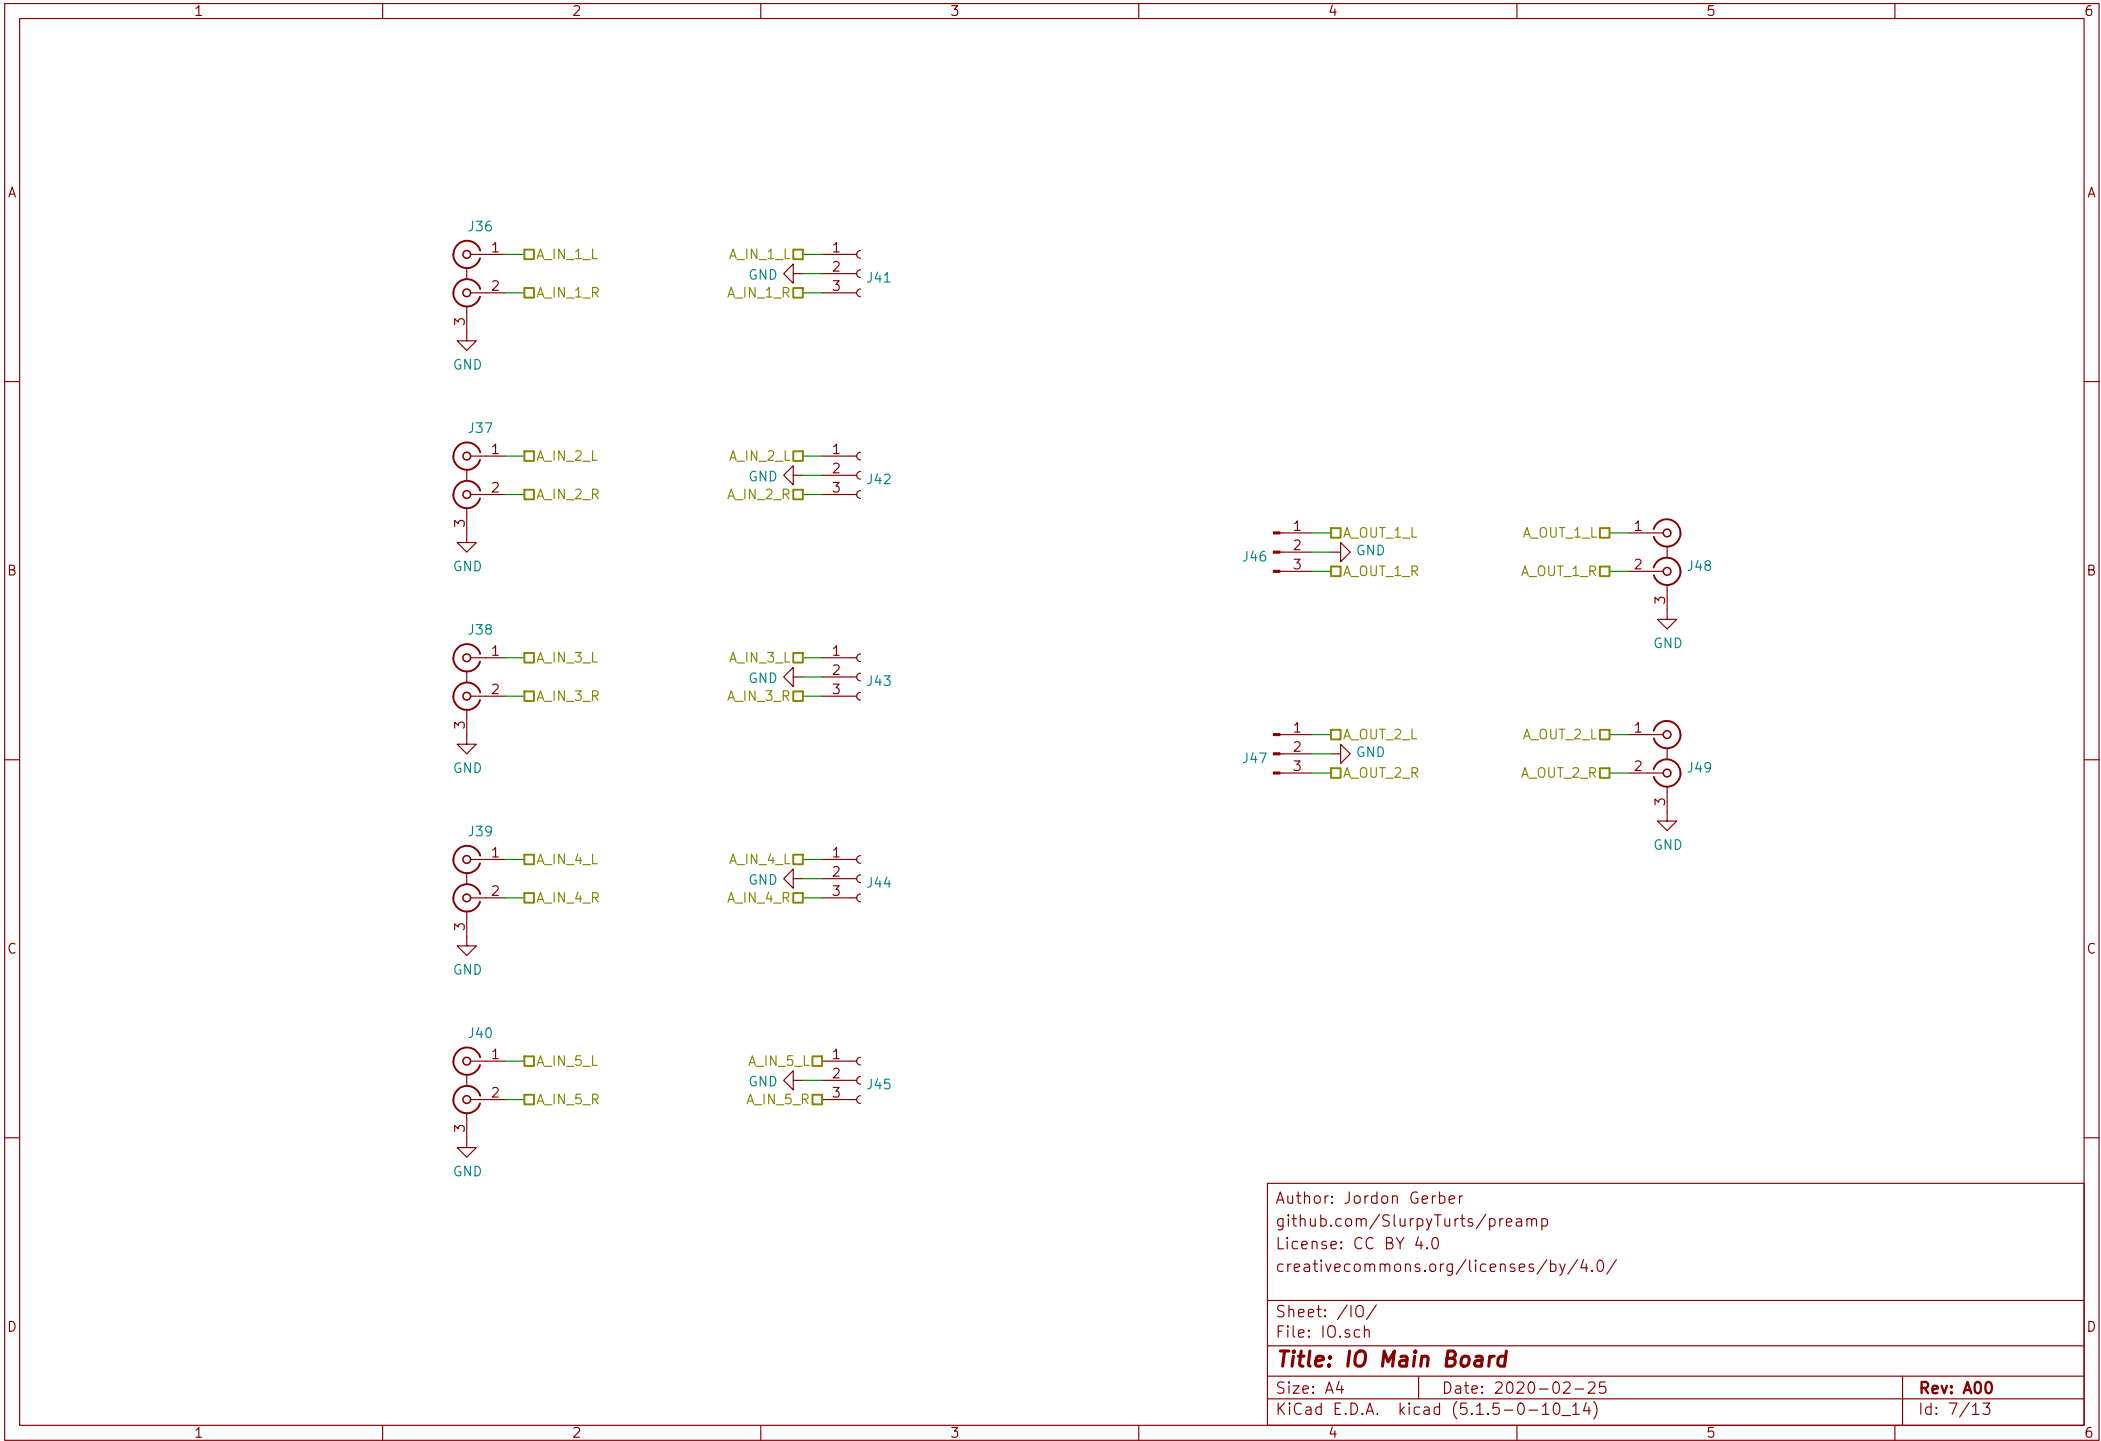 1 2 3 4 5 6
A A
J36
1 A_IN_1_L A_IN_1_L 1
GND 2 J41
2 A_IN_1_R A_IN_1_R 3
3
GND
J37
1 A_IN_2_L A_IN_2_L 1
GND 2 J42
2 A_IN_2_R A_IN_2_R 3
3
GND
1 A_OUT_1_L A_OUT_1_L 1
J46 2 GND
3 A_OUT_1_R A_OUT_1_R 2 J48
3
GND
B B
J38
1 A_IN_3_L A_IN_3_L 1
GND 2 J43
2 A_IN_3_R A_IN_3_R 3
3
GND
1 A_OUT_2_L A_OUT_2_L 1
J47 2 GND
3 A_OUT_2_R A_OUT_2_R 2 J49
3
GND
J39
1 A_IN_4_L A_IN_4_L 1
GND 2 J44
2 A_IN_4_R A_IN_4_R 3
3
GND
C C
J40
1 A_IN_5_L A_IN_5_L 1
GND 2 J45
2 A_IN_5_R A_IN_5_R 3
3
GND
Author: Jordon Gerber
github.com/SlurpyTurts/preamp
License: CC BY 4.0
creativecommons.org/licenses/by/4.0/
Sheet: /IO/
File: IO.sch
D D
Title: IO Main Board
Size: A4 Date: 2020-02-25 Rev: A00
KiCad E.D.A. kicad (5.1.5-0-10_14) Id: 7/13
1 2 3 4 5 6